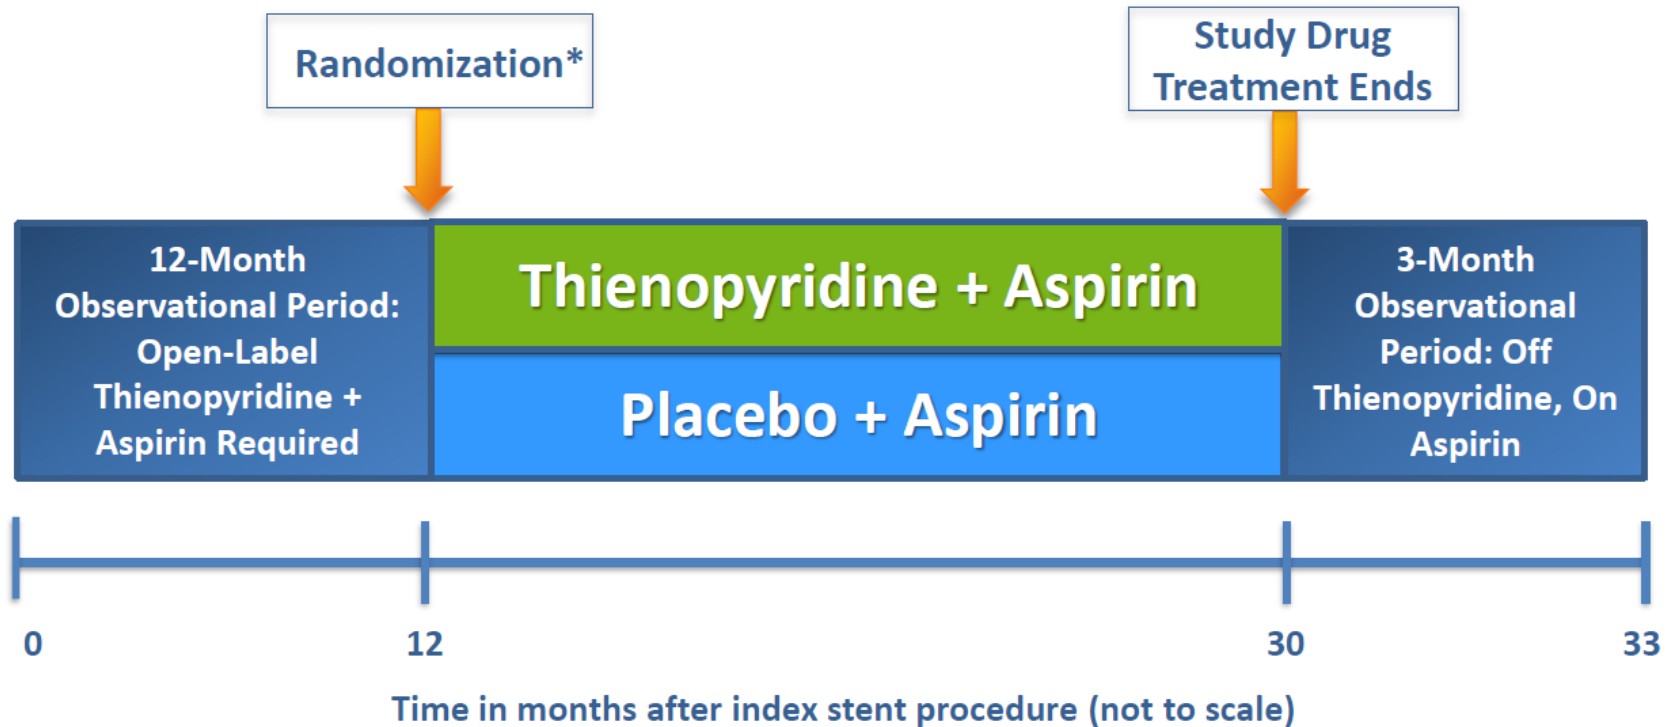 Randomization*
Study Drug
Treatment Ends
12-Month
Observational Period:
Open-Label
Thienopyridine +
Aspirin Required
Thienopyridine + Aspirin
Placebo + Aspirin
3-Month
Observational
Period: Off
Thienopyridine, On
Aspirin
0
12
30
33
Time in months after index stent procedure (not to scale)